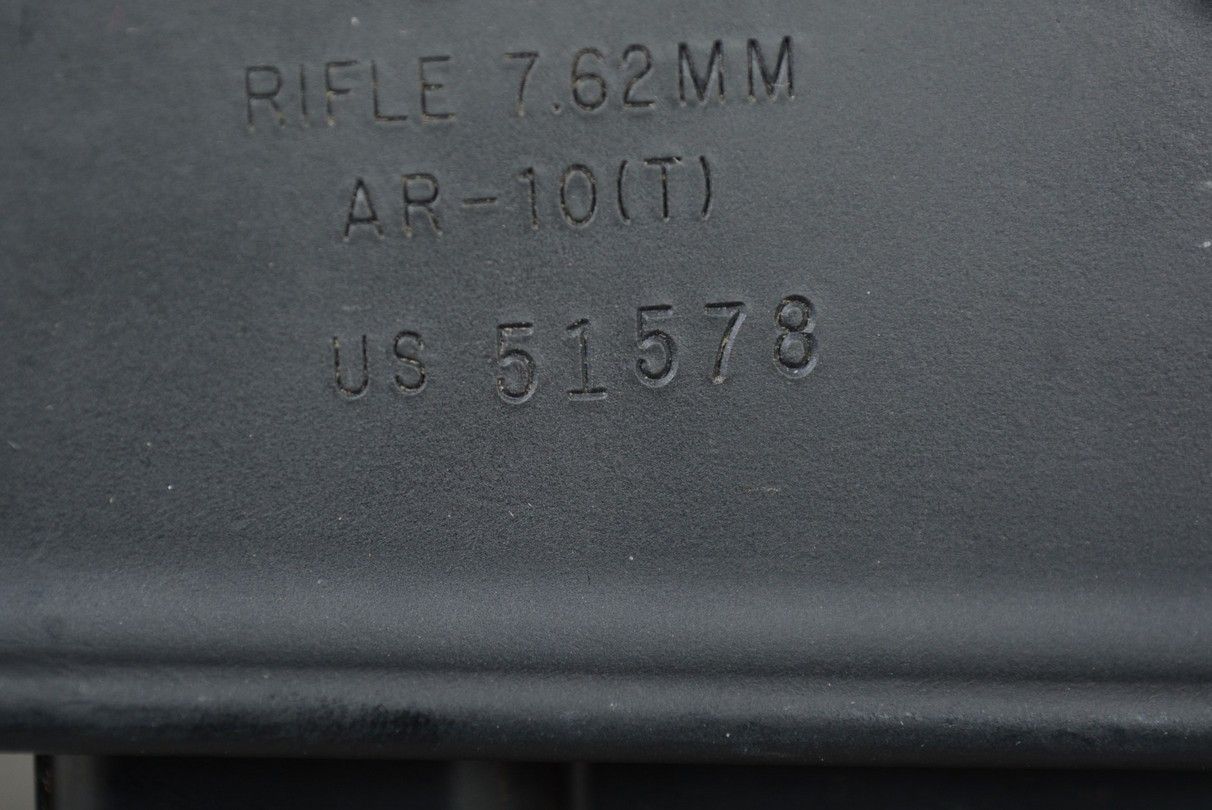 RIFLE 7.62MM
AR-10(T)
US 51578